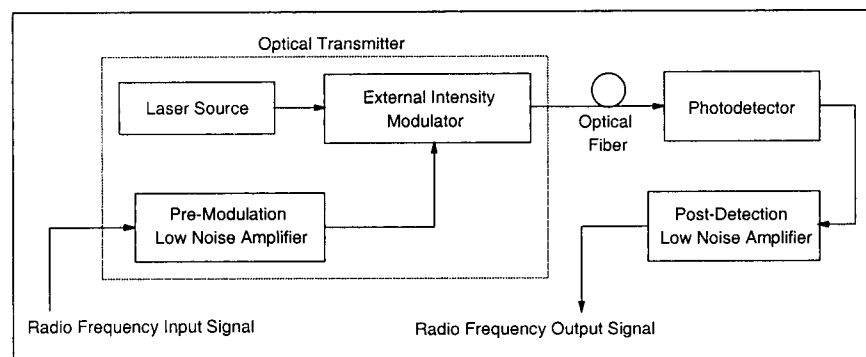 Optical Transmitter
Laser Source
External Intensity
Modulator
Optical
Fiber
Photodetector
Pre-Modulation
Low Noise Amplifier
Post-Detection
Low Noise Amplifier
Radio Frequency Input Signal
Radio Frequency Output Signal